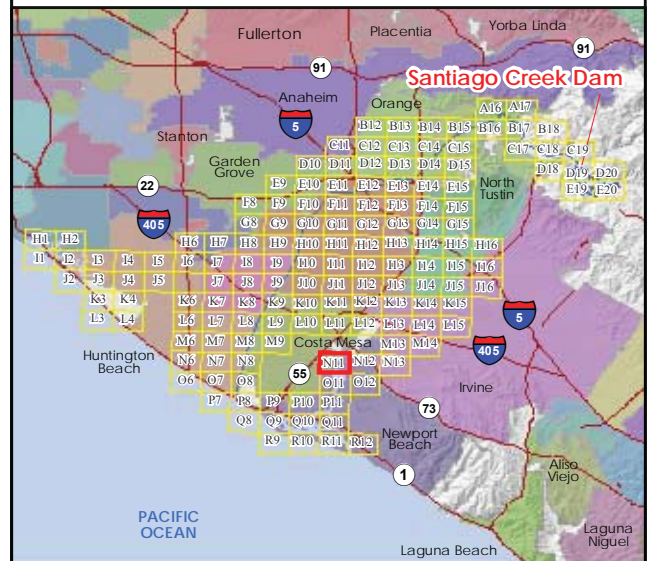 Fullerton
Placentia
Yorba Linda
91
91
Santiago Creek Dam
Anaheim
Orange
A16 A17
5
B12 B13 B14 B15 B16 B17 B18
Stanton
C11 C12 C13 C14 C15 C17 C18 C19
Garden
Grove
D10 D11 D12 D13 D14 D15 D18 D19 D20
22
E9 E10 E11 E12 E13 E14 E15 E19 E20
North
Tustin
F8 F9 F10 F11 F12 F13 F14 F15
405
G8 G9 G10 G11 G12 G13 G14 G15
H1 H2 H6 H7 H8 H9 H10 H11 H12 H13 H14 H15 H16
I1 I2 I3 I4 I5 I6 I7 I8 I9 I10 I11 I12 I13 I14 I15 I16
J2 J3 J4 J5 J7 J8 J9 J10 J11 J12 J13 J14 J15 J16
K3 K4 K6 K7 K8 K9 K10 K11 K12 K13 K14 K15
5
L3 L4 L6 L7 L8 L9 L10 L11 L12 L13 L14 L15
M6 M7 M8 M9 Costa Mesa M13 M14
405
Huntington
Beach
N6 N7 N8 N11 N12 N13
55
O6 O7 O8 O11 O12
Irvine
P7 P8 P9 P10 P11
73
Q8 Q9 Q10 Q11
Newport
Beach
R9 R10 R11 R12
1
Aliso
Viejo
PACIFIC
OCEAN
Laguna
Niguel
Laguna Beach